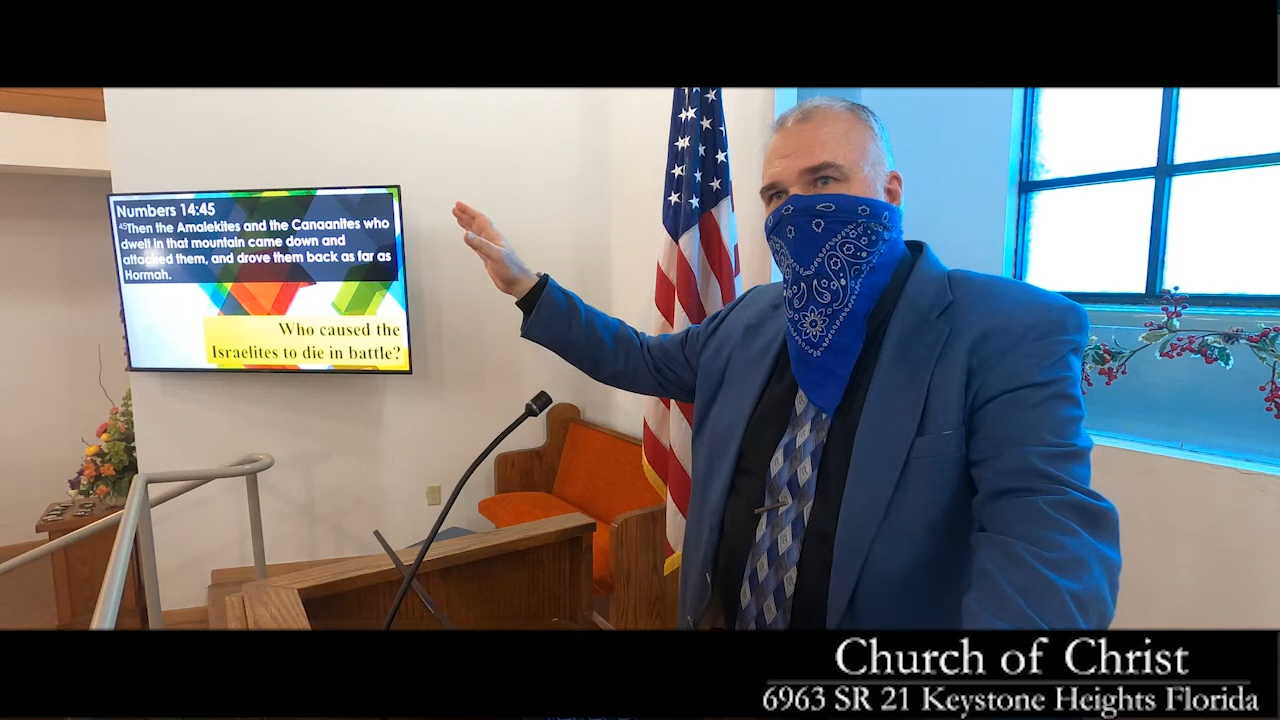 Numbers 14:45
45Then the Amalekites and the Canaanites who
dwelt in that mountain came down and
attacked them, and drove them back as far as
Hormah.
Who caused the
Israelites to die in battle?
Church of Christ
6963 SR 21 Keystone Heights Florida